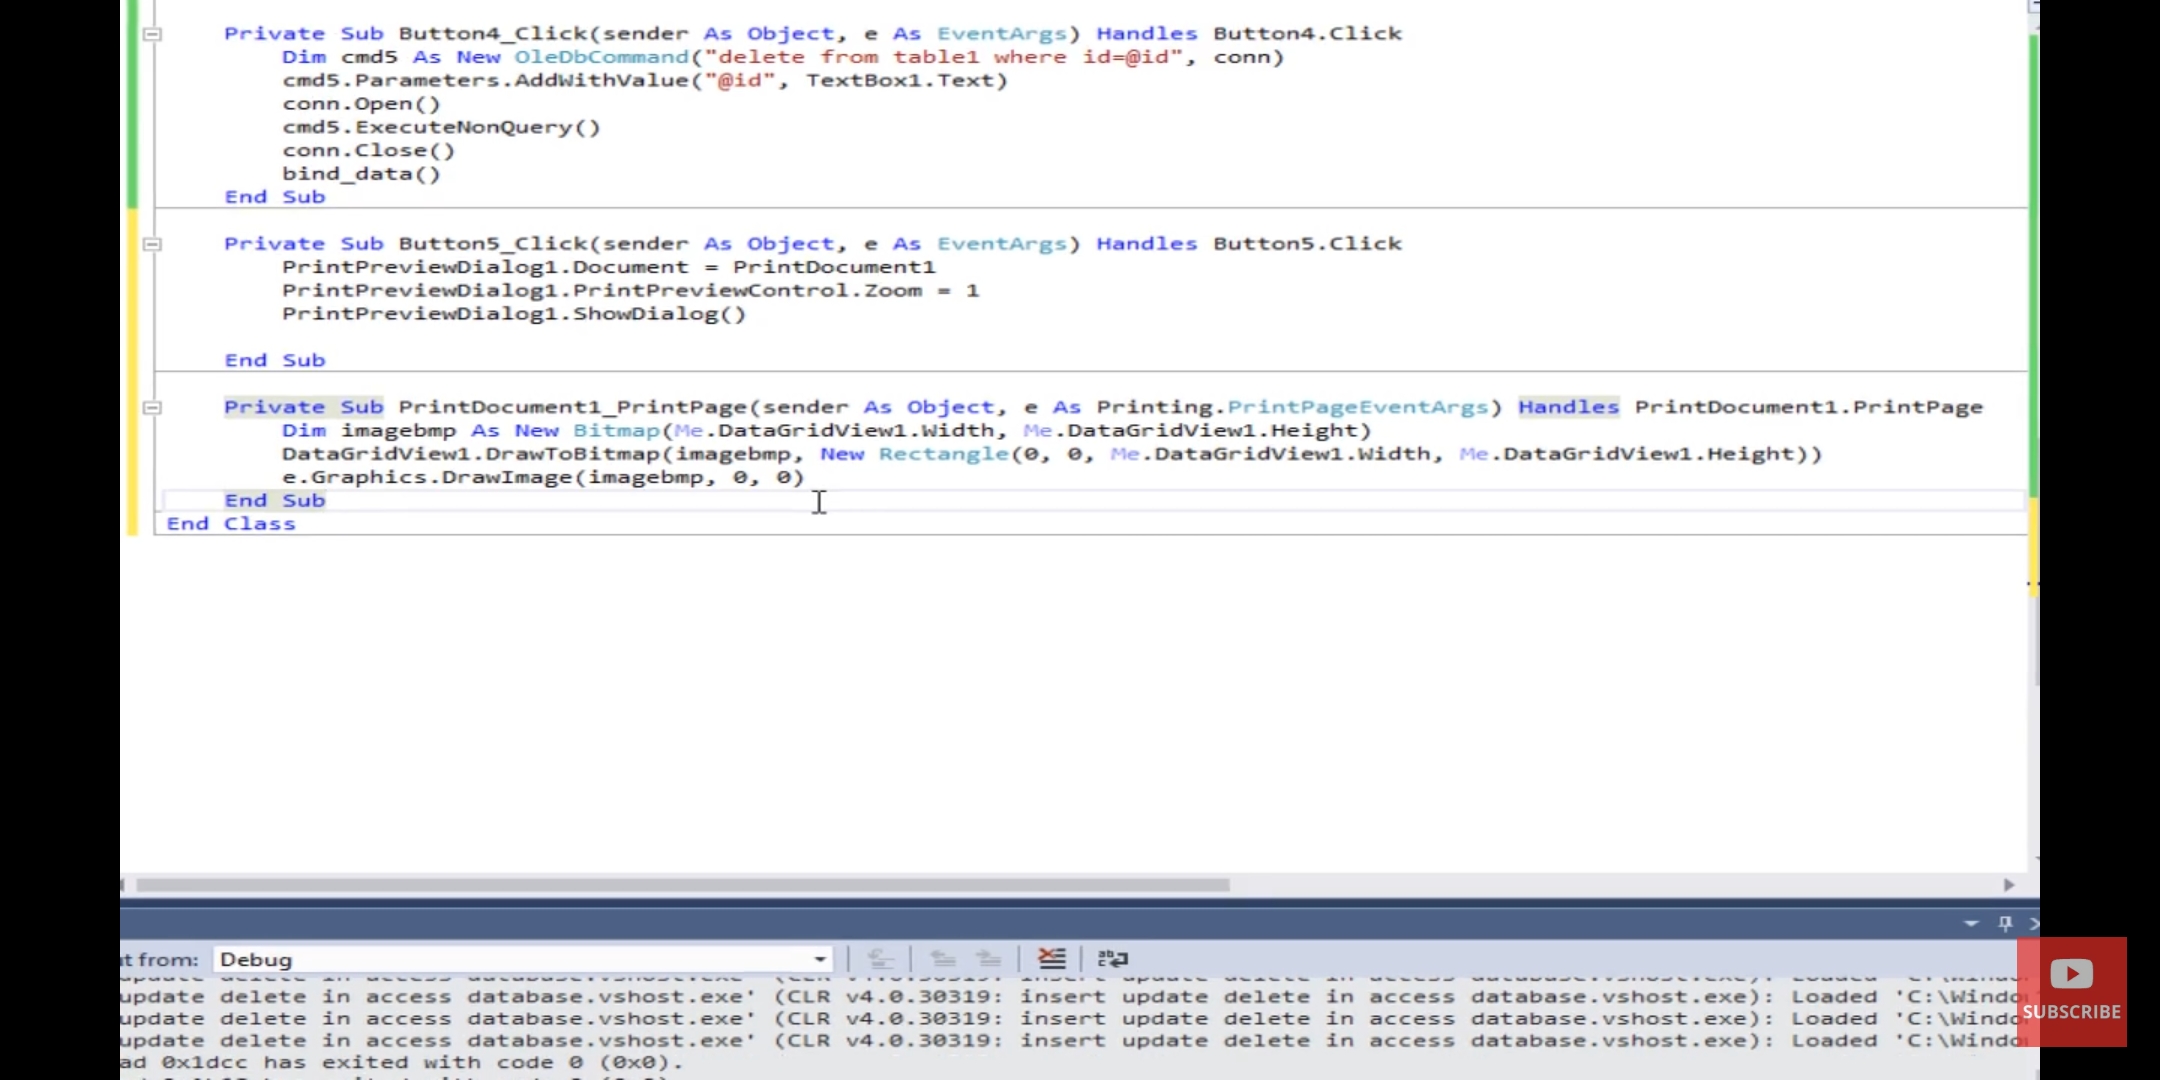 Private Sub Button4_Click(sender As Object, e As EventArgs) Handles Button4.Click
Dim cmd5 As New OleDbCommand("delete from table1 where id=@id", conn)
cmd5.Parameters.AddWithValue("@id", TextBox1.Text)
conn.Open()
cmd5.ExecuteNonQuery()
conn.Close()
bind_data()
End Sub
Private Sub Button5_Click(sender As Object, e As EventArgs) Handles Button5.Click
PrintPreviewDialog1.Document = PrintDocument1
PrintPreviewDialog1.PrintPreviewControl.Zoom = 1
PrintPreviewDialog1.ShowDialog()
End Sub
Private Sub PrintDocument1_PrintPage(sender As Object, e As Printing.PrintPageEventArgs) Handles PrintDocument1.PrintPage
Dim imagebmp As New Bitmap(Me.DataGridView1.Width, Me.DataGridView1.Height)
DataGridView1.DrawToBitmap(imagebmp, New Rectangle(0, 0, Me.DataGridView1.Width, Me.DataGridView1.Height))
e.Graphics.DrawImage(imagebmp, 0, 0)
End Sub
End Class
t from: Debug
update delete in access database.vshost.exe' (CLR v4.0.30319: insert update delete in access database.vshost.exe): Loaded 'C:\Windo
update delete in access database.vshost.exe' (CLR v4.0.30319: insert update delete in access database.vshost.exe): Loaded 'C:\Windo
update delete in access database.vshost.exe' (CLR v4.0.30319: insert update delete in access database.vshost.exe): Loaded 'C:\Windo
ad 0x1dcc has exited with code 0 (0x0).
SUBSCRIBE